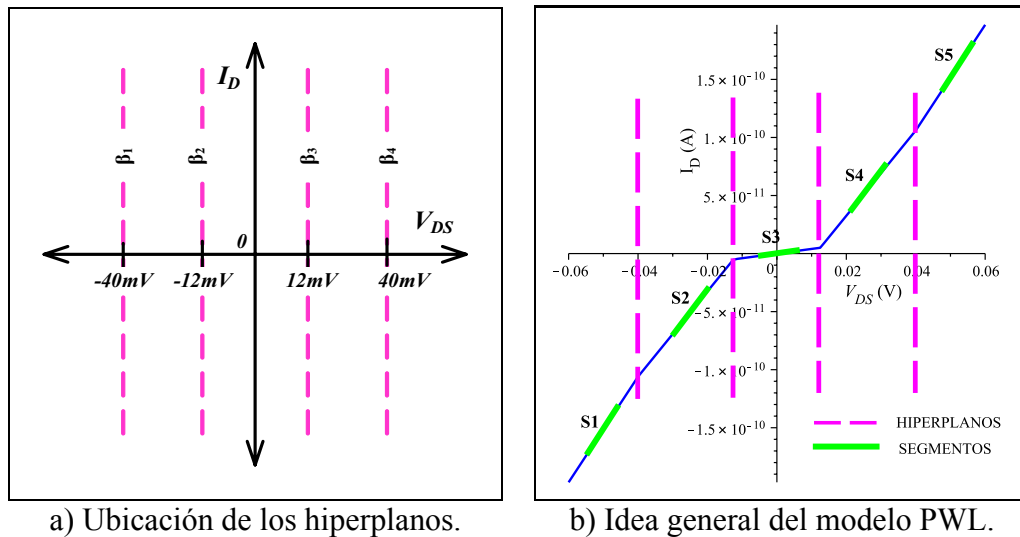 I_D
β₁
β₂
β₃
β₄
V_DS
0
-40mV
-12mV
12mV
40mV
a) Ubicación de los hiperplanos.
S5
1.5 × 10⁻¹⁰
1. × 10⁻¹⁰
I_D (A)
S4
5. × 10⁻¹¹
S3
−0.06
−0.04
−0.02
0
0.02
0.04
0.06
V_DS (V)
S2
−5. × 10⁻¹¹
−1. × 10⁻¹⁰
S1
−1.5 × 10⁻¹⁰
HIPERPLANOS
SEGMENTOS
b) Idea general del modelo PWL.